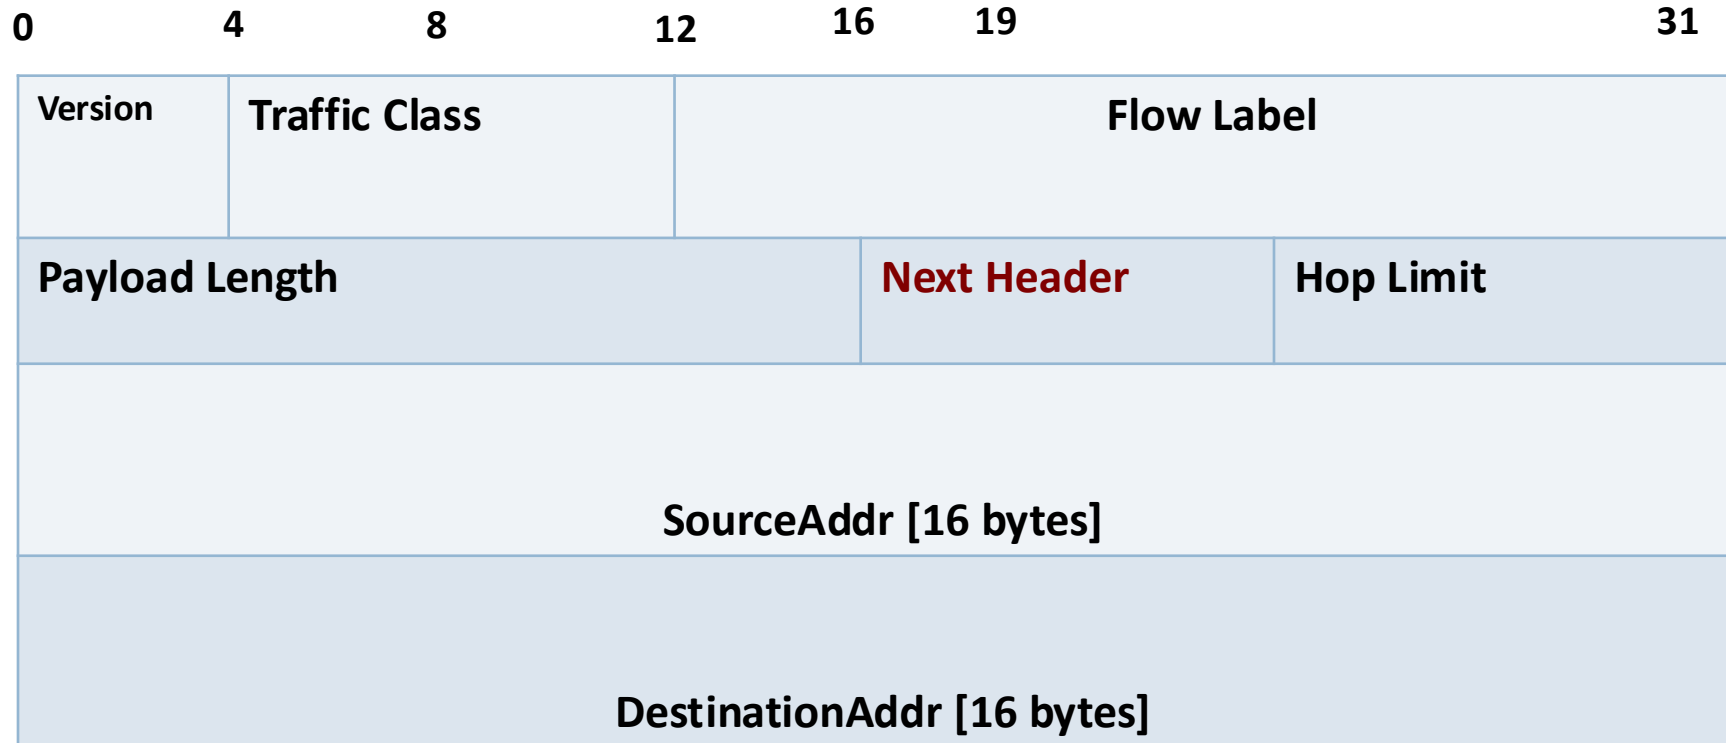 0 4 8 12 16 19 31
Version Traffic Class Flow Label
Payload Length Next Header Hop Limit
SourceAddr [16 bytes]
DestinationAddr [16 bytes]